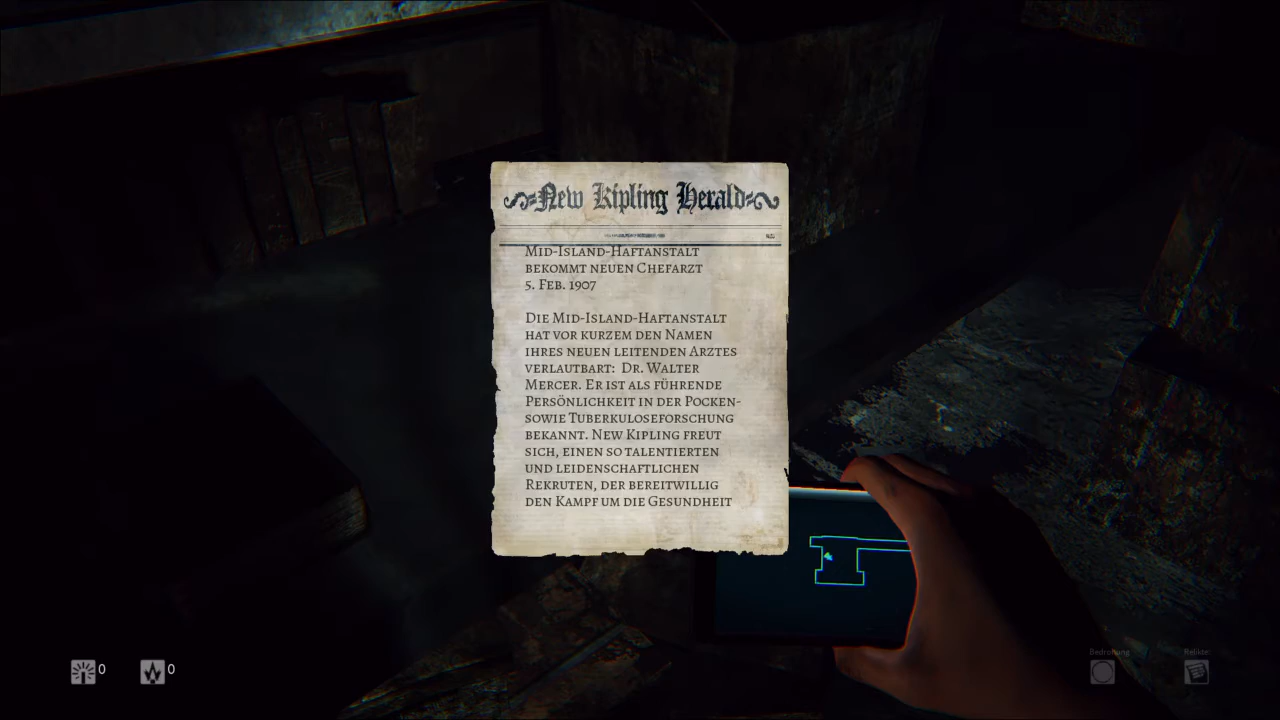 New Kipling Herald
Mid-Island-Haftanstalt
bekommt neuen Chefarzt
5. Feb. 1907
Die Mid-Island-Haftanstalt
hat vor kurzem den Namen
ihres neuen leitenden Arztes
verlautbart: Dr. Walter
Mercer. Er ist als führende
Persönlichkeit in der Pocken-
sowie Tuberkuloseforschung
bekannt. New Kipling freut
sich, einen so talentierten
und leidenschaftlichen
Rekruten, der bereitwillig
den Kampf um die Gesundheit
0
0
Bedrohung
Relikte: